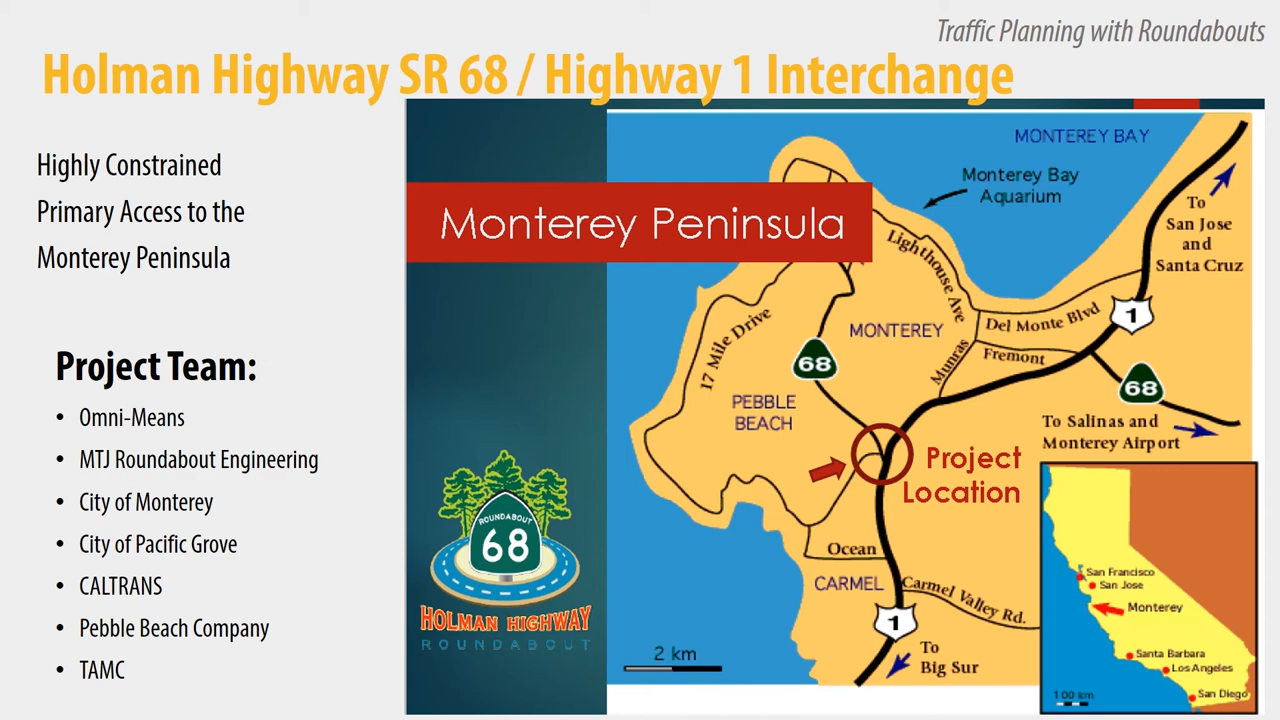 Traffic Planning with Roundabouts
Holman Highway SR 68 / Highway 1 Interchange
Highly Constrained
Primary Access to the
Monterey Peninsula
Project Team:
• Omni-Means
• MTJ Roundabout Engineering
• City of Monterey
• City of Pacific Grove
• CALTRANS
• Pebble Beach Company
• TAMC
Monterey Peninsula
MONTEREY BAY
Monterey Bay
Aquarium
To
San Jose
and
Santa Cruz
Lighthouse Ave
17 Mile Drive
MONTEREY
Del Monte Blvd
1
Munras
Fremont
68
68
PEBBLE
BEACH
To Salinas and
Monterey Airport
Project
Location
Ocean
CARMEL
Carmel Valley Rd.
1
To
Big Sur
2 km
ROUNDABOUT
68
HOLMAN HIGHWAY
ROUNDABOUT
San Francisco
San Jose
Monterey
Santa Barbara
Los Angeles
San Diego
100 km